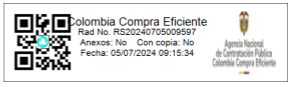 Colombia Compra Eficiente
Rad No. RS20240705009597
Anexos: No Con copia: No
Fecha: 05/07/2024 09:15:34
Agencia Nacional
de Contratación Pública
Colombia Compra Eficiente